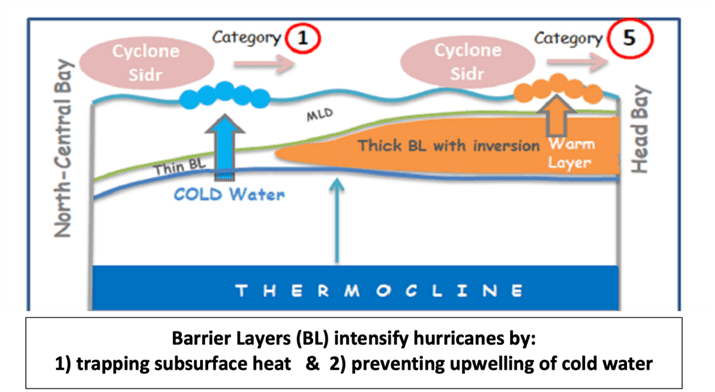 Category 1
Cyclone
Sidr
Category 5
Cyclone
Sidr
North-Central Bay
Head Bay
MLD
Thin BL
COLD Water
Thick BL with inversion
Warm
Layer
THERMOCLINE
Barrier Layers (BL) intensify hurricanes by:
1) trapping subsurface heat & 2) preventing upwelling of cold water